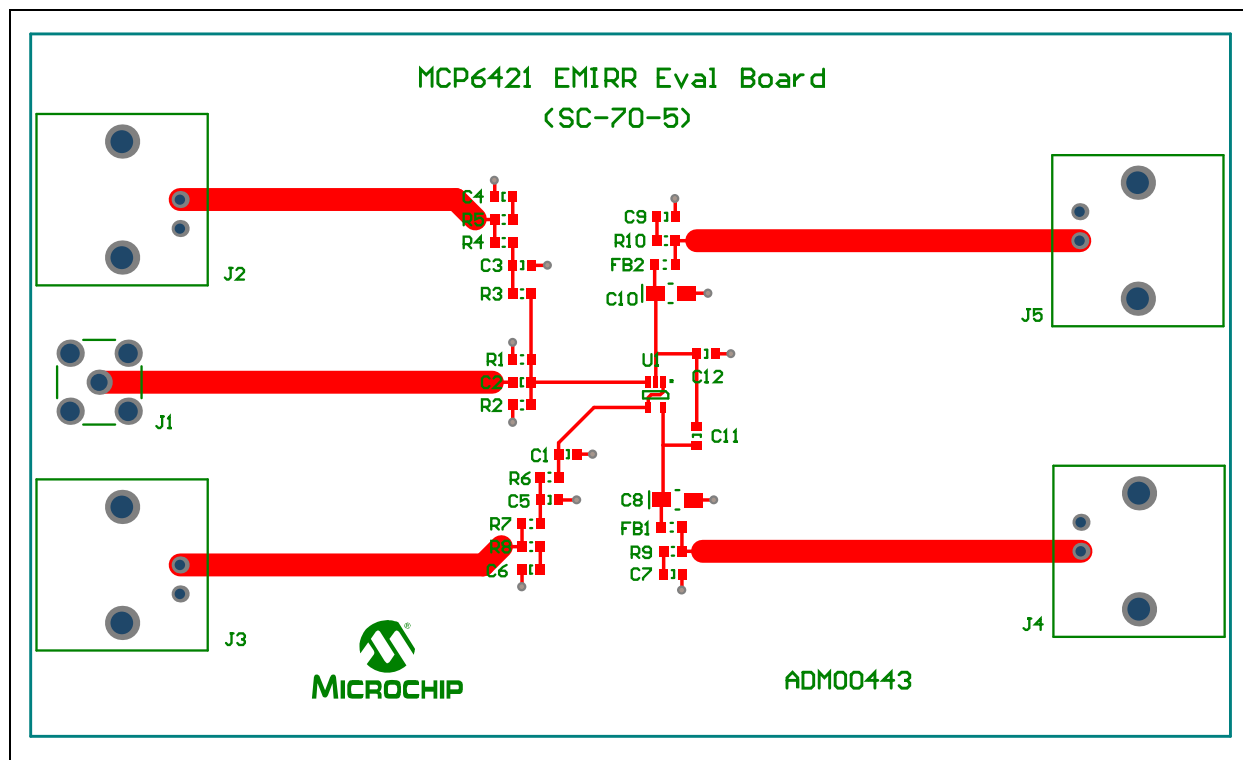 MCP6421 EMIRR Eval Board
(SC-70-5)
C4
R5
R4
C3
R3
J2
C9
R10
FB2
C10
J5
R1
C2
R2
J1
U1
C12
C11
C1
R6
C5
R7
R8
C6
J3
C8
FB1
R9
C7
J4
®
MICROCHIP
ADM00443